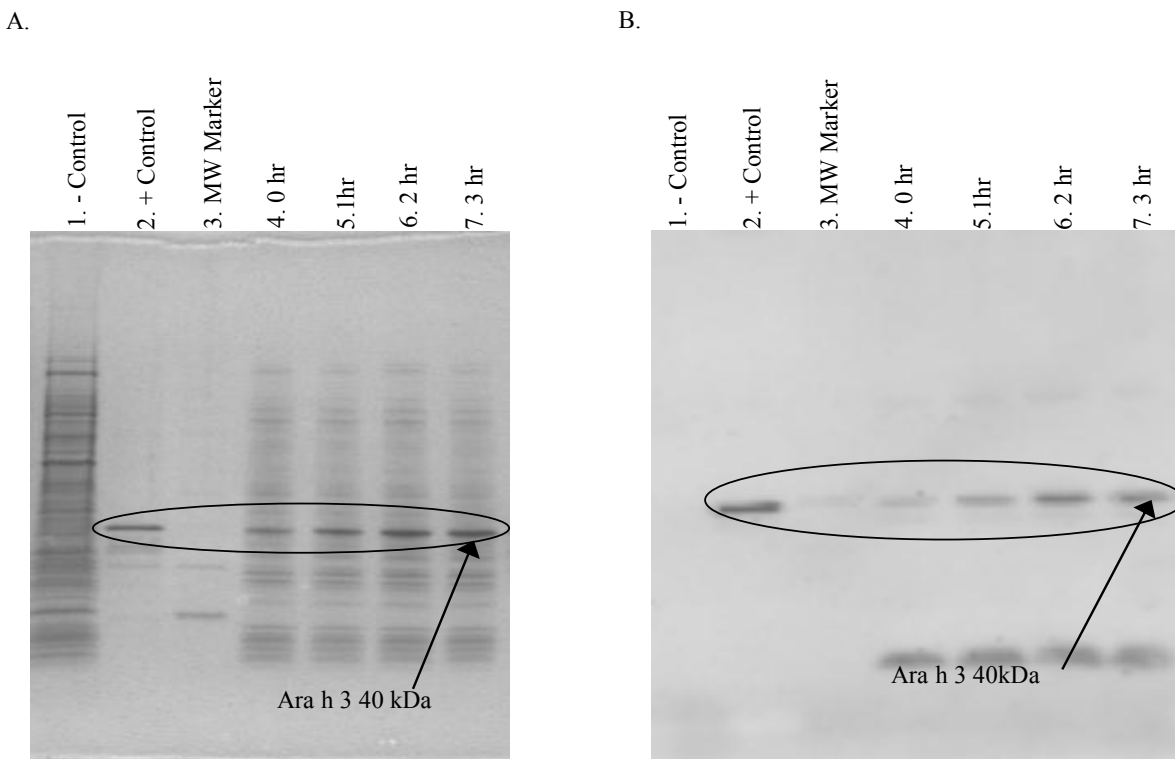 A.
1. - Control
2. + Control
3. MW Marker
4. 0 hr
5.1hr
6. 2 hr
7. 3 hr
Ara h 3 40 kDa
B.
1. - Control
2. + Control
3. MW Marker
4. 0 hr
5.1hr
6. 2 hr
7. 3 hr
Ara h 3 40kDa